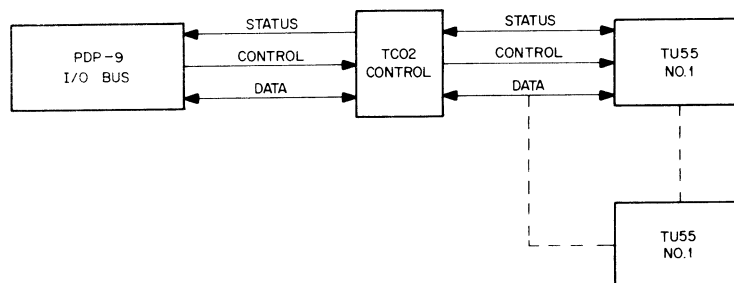 PDP-9
I/O BUS
STATUS
CONTROL
DATA
TC02
CONTROL
STATUS
CONTROL
DATA
TU55
NO.1
TU55
NO.1